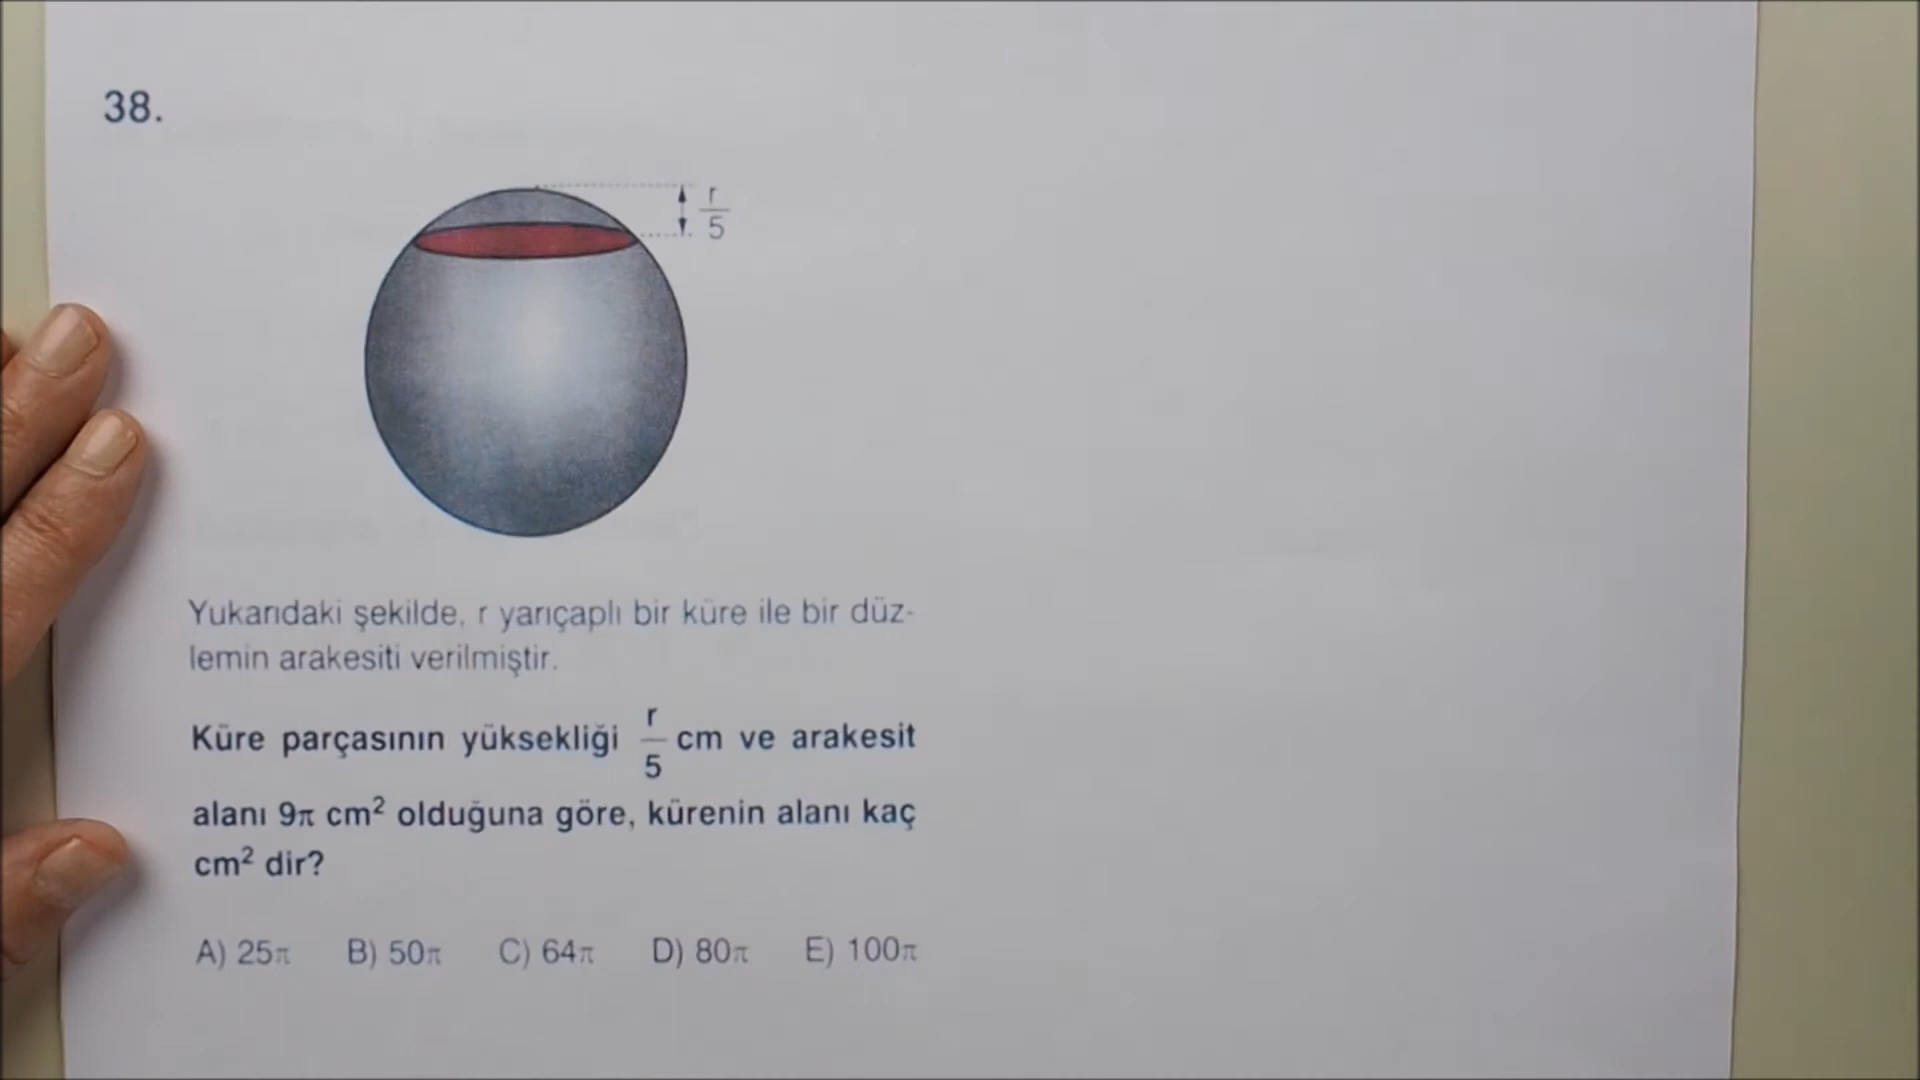 38.
r
5
Yukarıdaki şekilde, r yarıçaplı bir küre ile bir düz-
lemin arakesiti verilmiştir.
Küre parçasının yüksekliği r/5 cm ve arakesit
alanı 9π cm² olduğuna göre, kürenin alanı kaç
cm² dir?
A) 25π B) 50π C) 64π D) 80π E) 100π